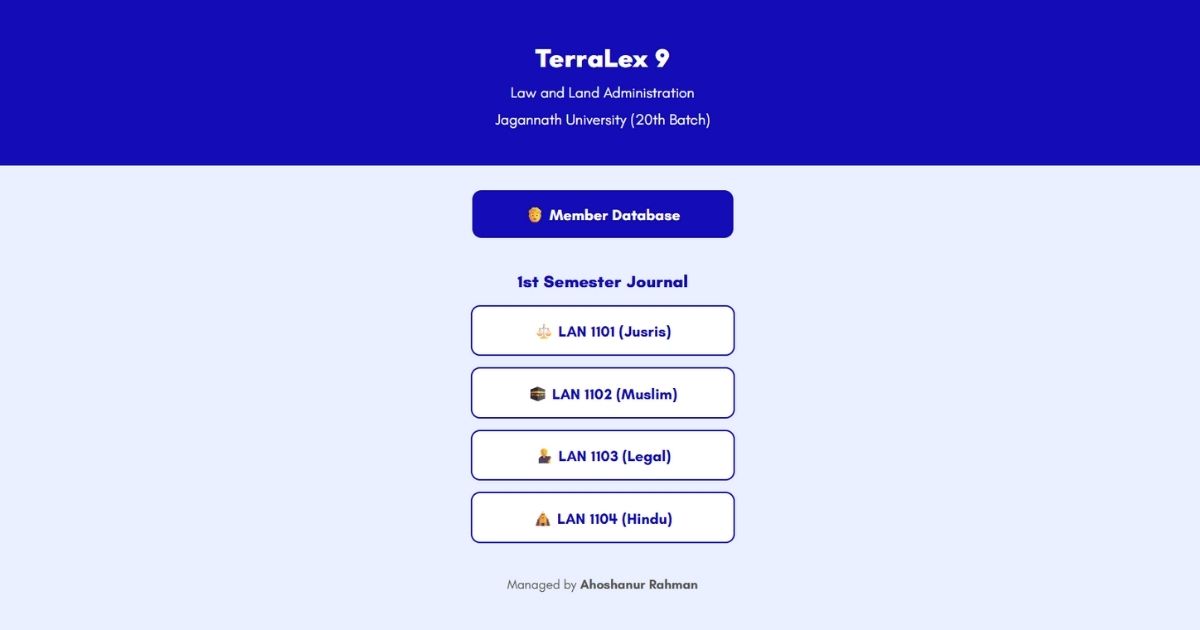 TerraLex 9
Law and Land Administration
Jagannath University (20th Batch)
Member Database
1st Semester Journal
LAN 1101 (Jusris)
LAN 1102 (Muslim)
LAN 1103 (Legal)
LAN 1104 (Hindu)
Managed by Ahoshanur Rahman